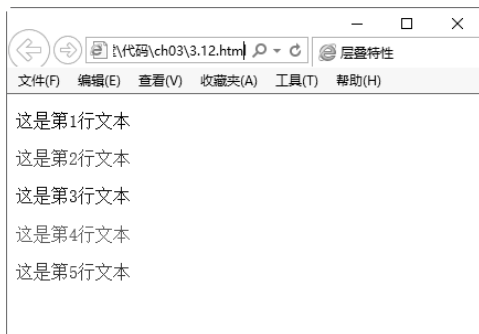 \代码\ch03\3.12.html
层叠特性
文件(F) 编辑(E) 查看(V) 收藏夹(A) 工具(T) 帮助(H)
这是第1行文本
这是第2行文本
这是第3行文本
这是第4行文本
这是第5行文本